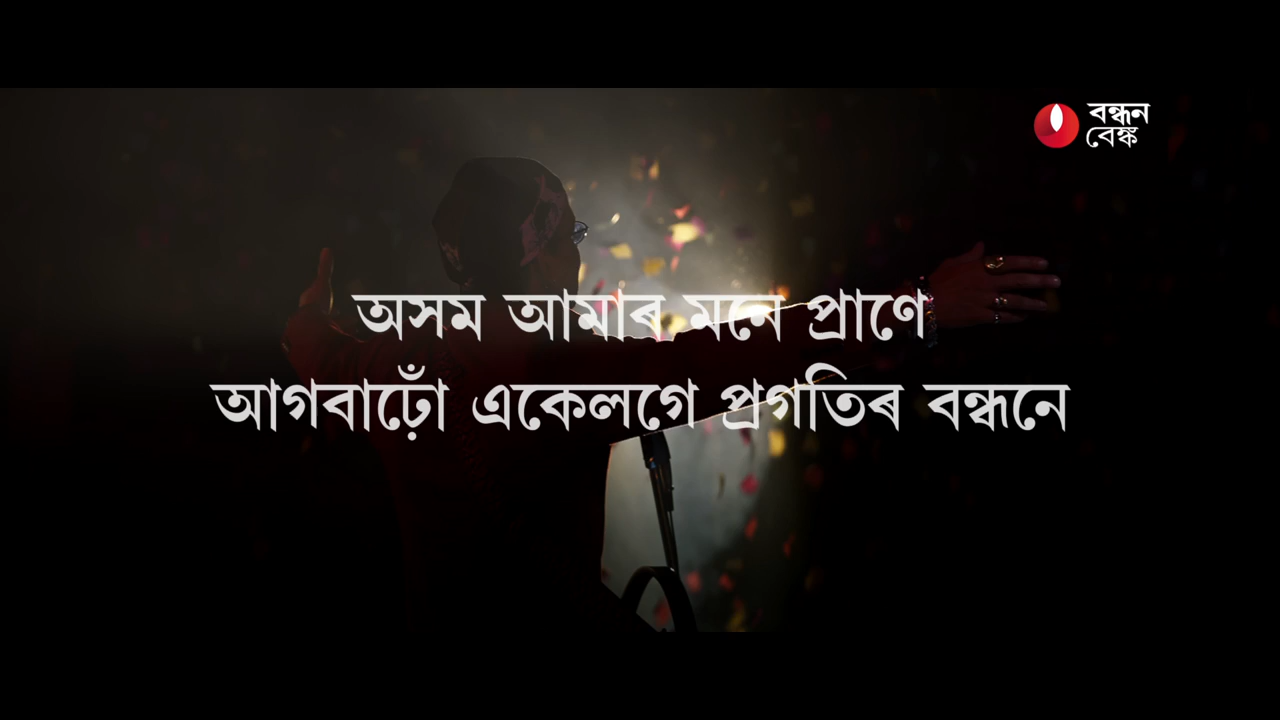 বন্ধন
বেঙ্ক
অসম আমাৰ মনে প্ৰাণে
আগবাঢ়োঁ একেলগে প্ৰগতিৰ বন্ধনে